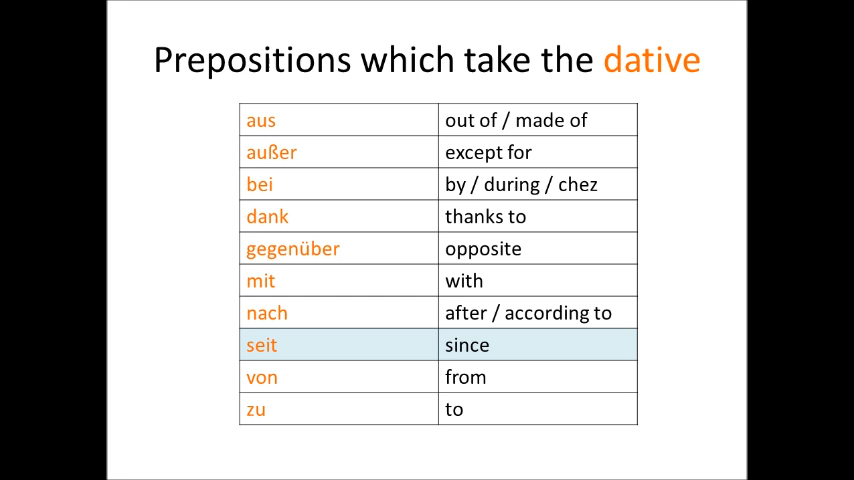 Prepositions which take the dative
aus out of / made of
außer except for
bei by / during / chez
dank thanks to
gegenüber opposite
mit with
nach after / according to
seit since
von from
zu to